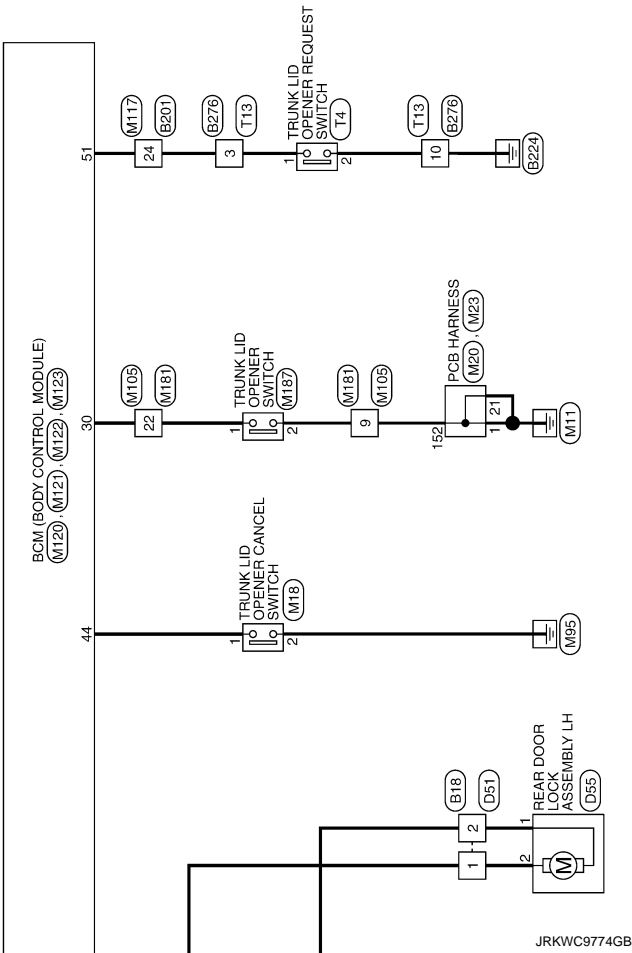 BCM (BODY CONTROL MODULE)
M120 , M121 , M122 , M123
51
M117
B201
24
B276
T13
3
TRUNK LID
OPENER REQUEST
SWITCH
T4
1
2
T13
B276
10
B224
30
M105
M181
22
TRUNK LID
OPENER
SWITCH
M187
1
2
M181
M105
9
PCB HARNESS
M20 , M23
152
1
21
M11
44
TRUNK LID
OPENER CANCEL
SWITCH
M18
1
2
M95
B18
D51
1
2
REAR DOOR
LOCK
ASSEMBLY LH
D55
2
1
M
JRKWC9774GB